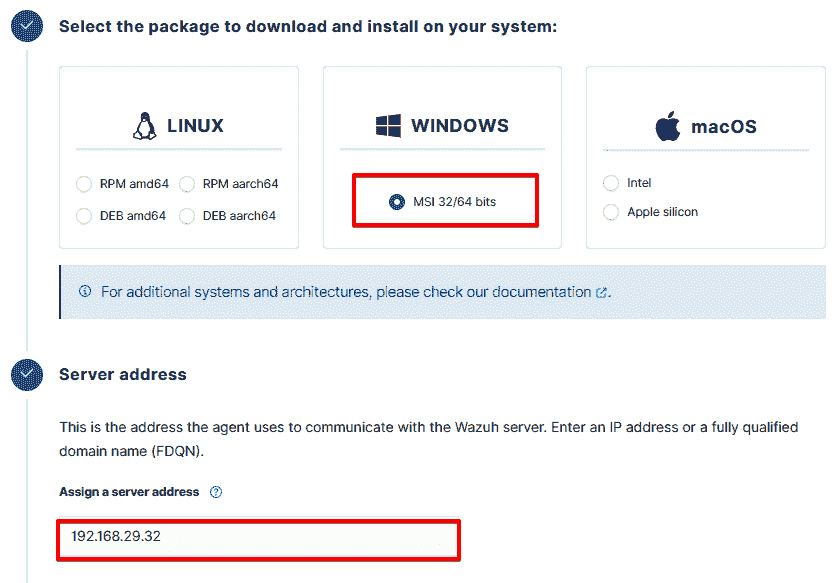 Select the package to download and install on your system:
LINUX
RPM amd64 RPM aarch64
DEB amd64 DEB aarch64
WINDOWS
MSI 32/64 bits
macOS
Intel
Apple silicon
For additional systems and architectures, please check our documentation.
Server address
This is the address the agent uses to communicate with the Wazuh server. Enter an IP address or a fully qualified
domain name (FDQN).
Assign a server address
192.168.29.32